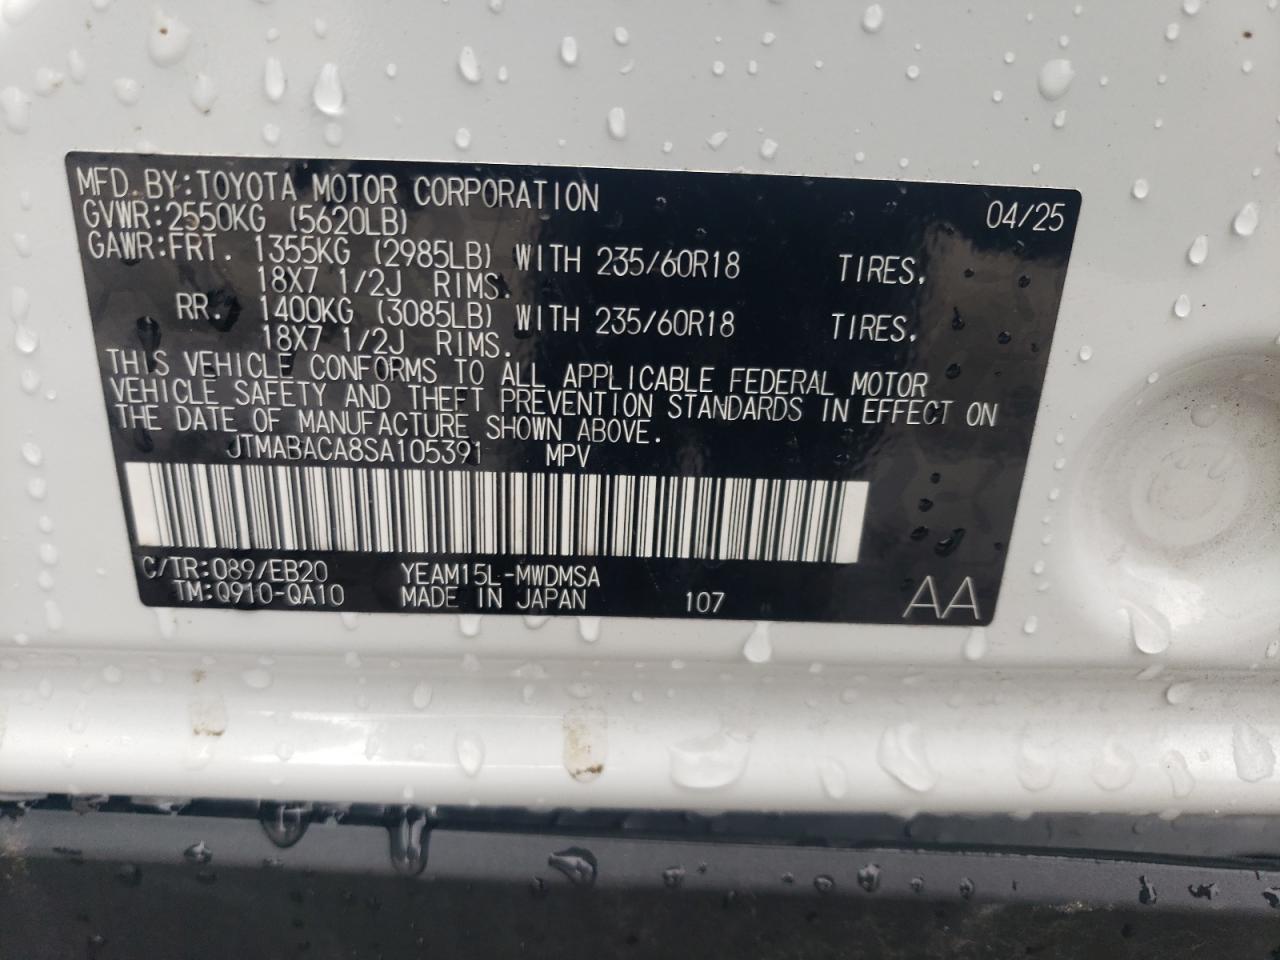 MFD. BY:TOYOTA MOTOR CORPORATION 04/25
GVWR:2550KG (5620LB)
GAWR:FRT. 1355KG (2985LB) WITH 235/60R18 TIRES.
18X7 1/2J RIMS.
RR. 1400KG (3085LB) WITH 235/60R18 TIRES.
18X7 1/2J RIMS.
THIS VEHICLE CONFORMS TO ALL APPLICABLE FEDERAL MOTOR
VEHICLE SAFETY AND THEFT PREVENTION STANDARDS IN EFFECT ON
THE DATE OF MANUFACTURE SHOWN ABOVE.
JTMABACA8SA105391 MPV
C/TR:089/EB20 YEAM15L-MWDMSA
TM:Q910-QA10 MADE IN JAPAN 107 AA